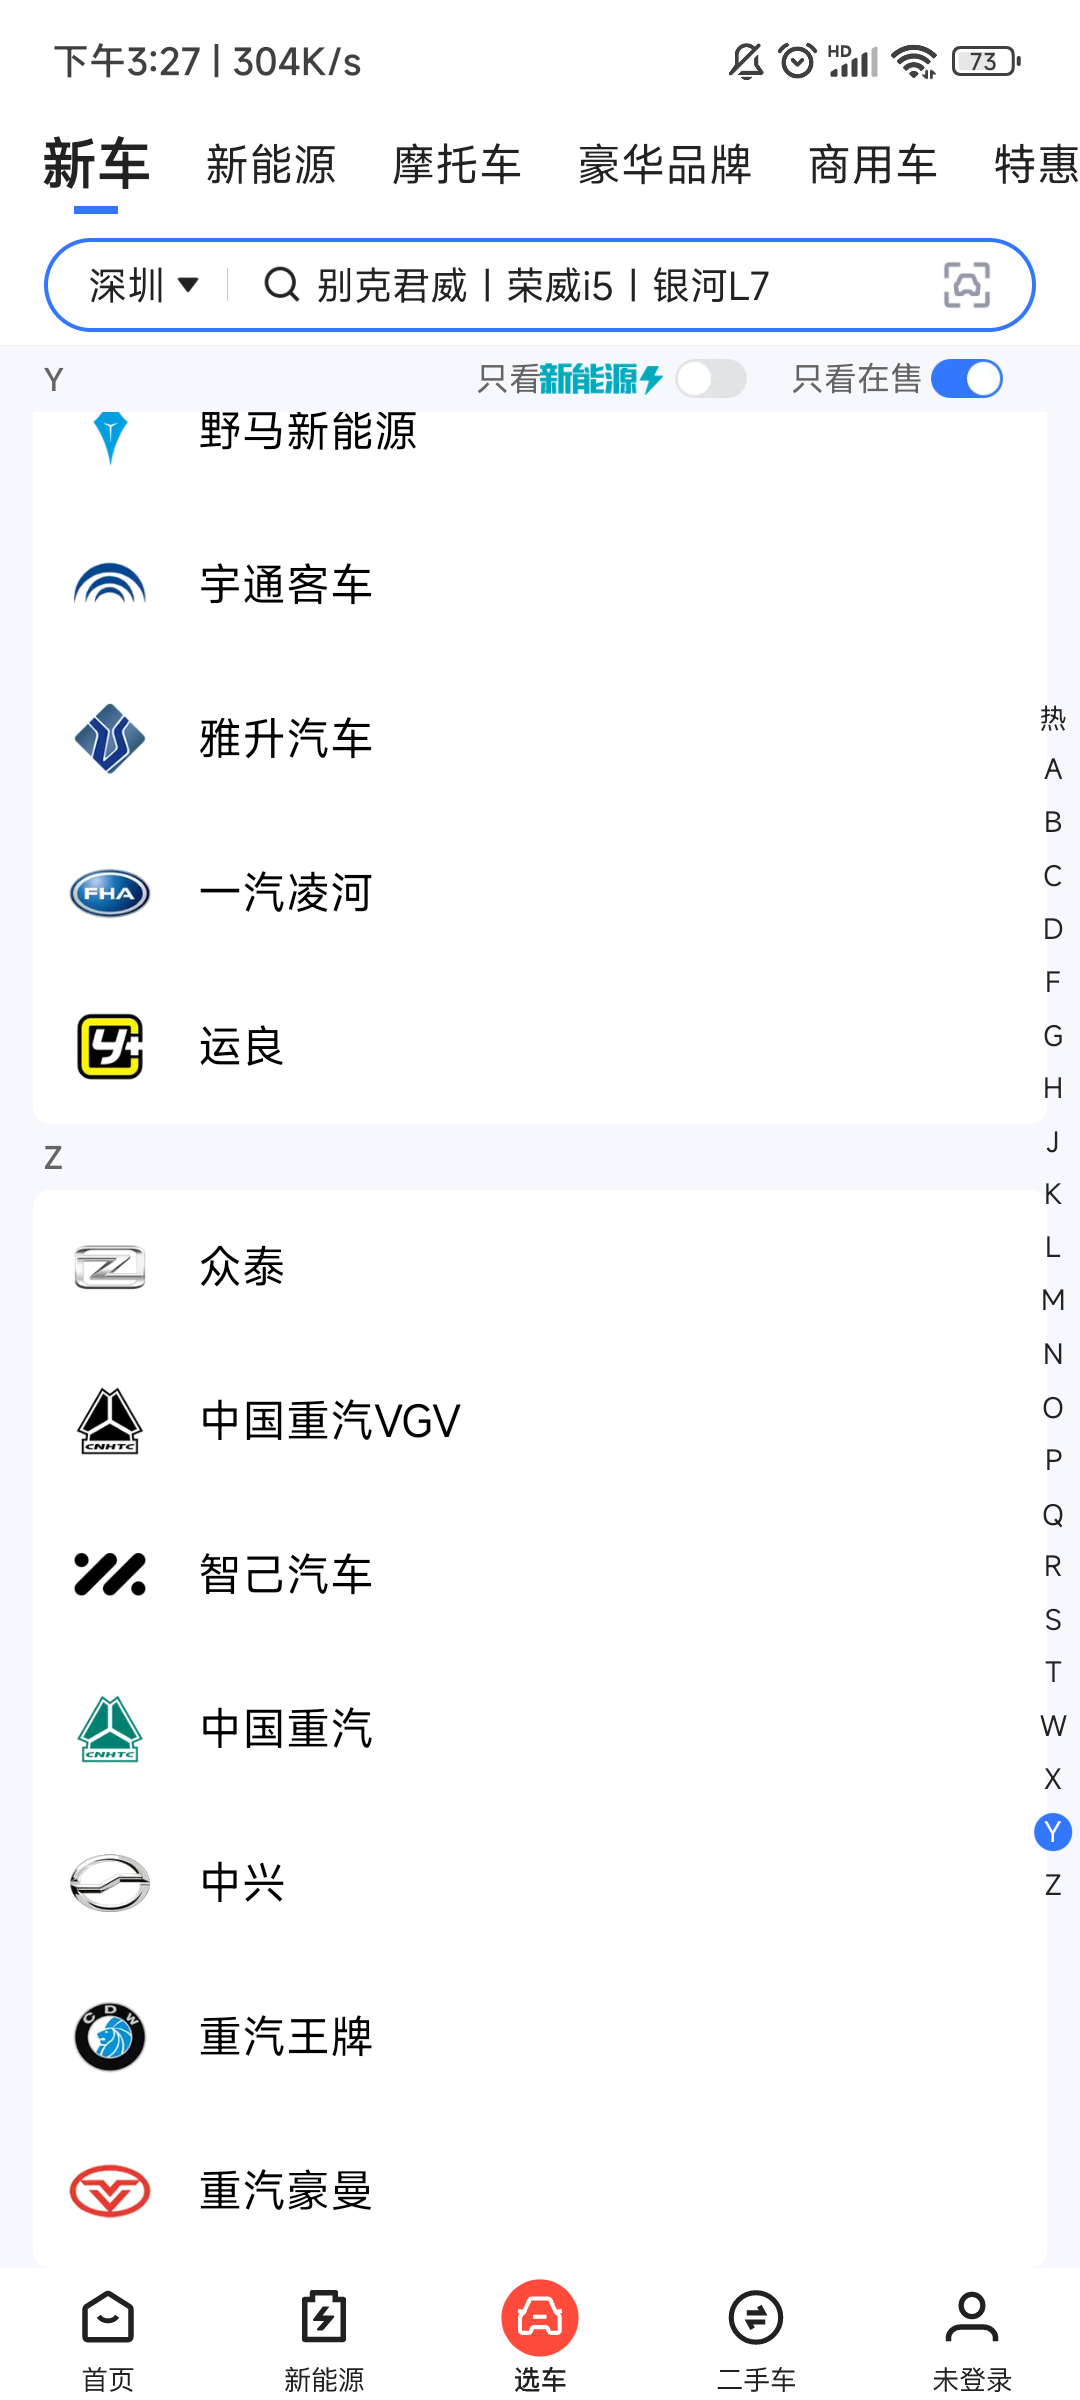 下午3:27 | 304K/s
HD
73
新车 新能源 摩托车 豪华品牌 商用车 特惠
深圳 别克君威 | 荣威i5 | 银河L7
Y 只看新能源 只看在售
野马新能源
宇通客车
雅升汽车
FHA 一汽凌河
运良
Z
众泰
CNHTC 中国重汽VGV
智己汽车
CNHTC 中国重汽
中兴
CDW 重汽王牌
重汽豪曼
热
A
B
C
D
F
G
H
J
K
L
M
N
O
P
Q
R
S
T
W
X
Y
Z
首页 新能源 选车 二手车 未登录